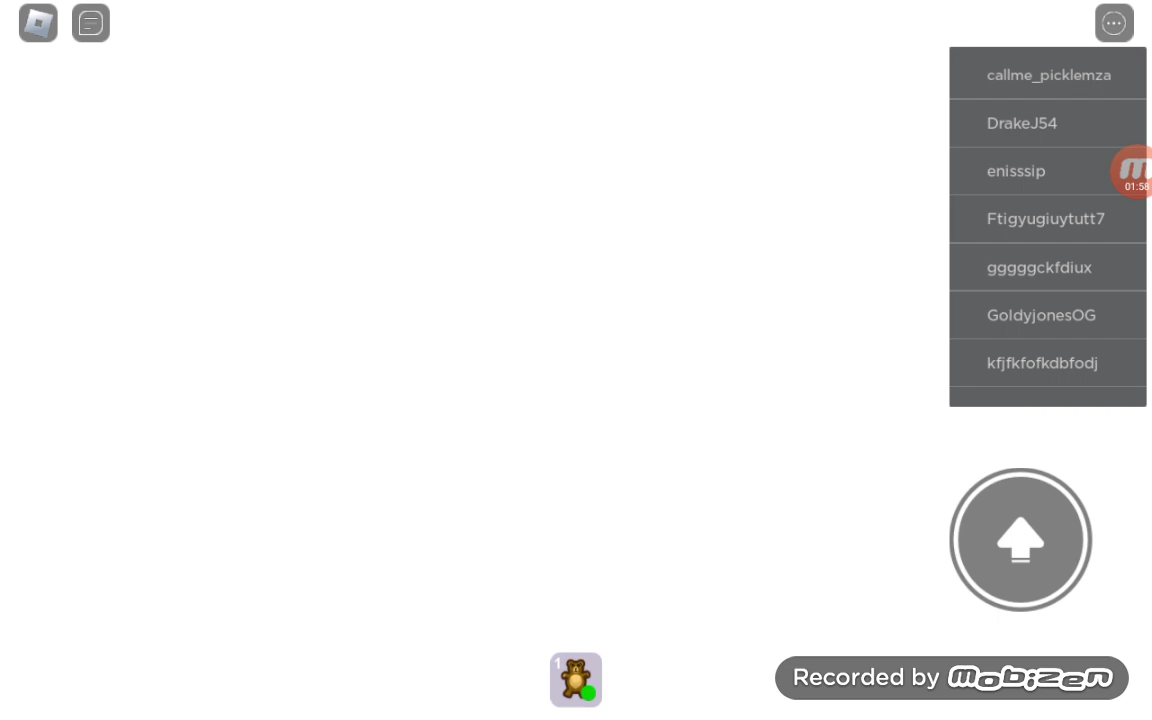 callme_picklemza
DrakeJ54
enisssip
01:58
Ftigyugiuytutt7
gggggckfdiux
GoldyjonesOG
kfjfkfofkdbfodj
1
Recorded by mobizen